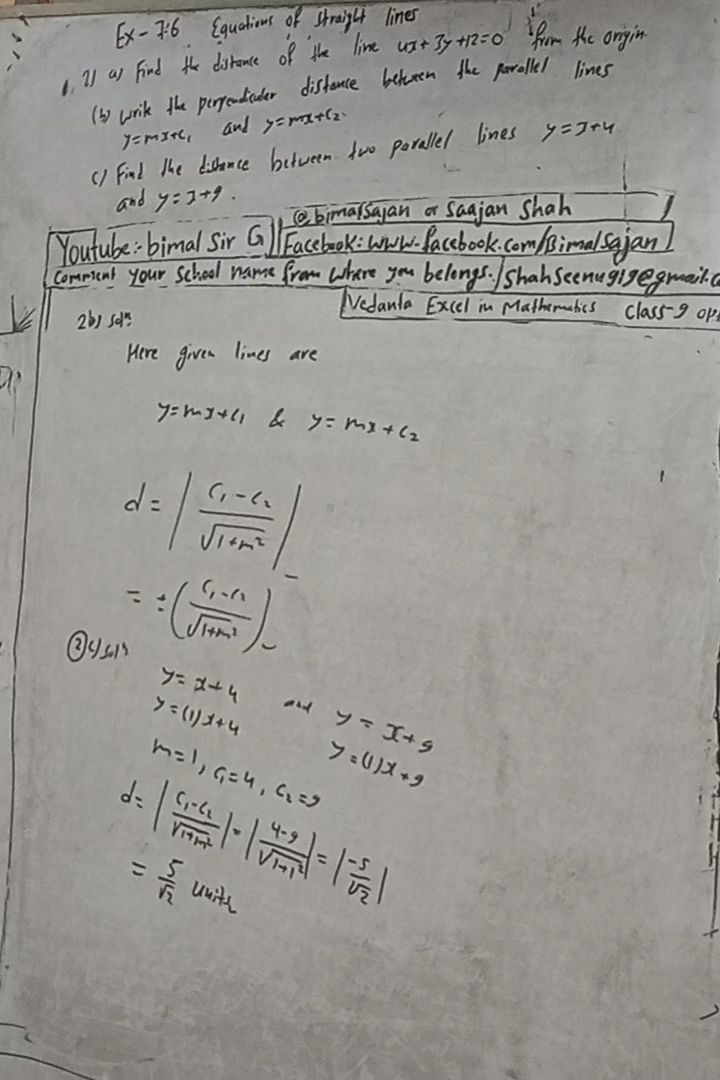 Ex-7.6 Equations of straight lines
2) a) Find the distance of the line 4x+3y+12=0 from the origin
(b) write the perpendicular distance between the parallel lines
y=mx+c₁ and y=mx+c₂.
c) Find the distance between two parallel lines y=x+4
and y=x+9.
@bimalsajan or Saajan Shah
Youtube:- bimal Sir G Facebook: www.facebook.com/Bimalsajan
Comment your School name from where you belongs. / Shahseenu919@gmail.c
Vedanta Excel in Mathematics Class-9 opt
2b) solⁿ:
Here given lines are
y=mx+c₁ & y=mx+c₂
d = |(c₁-c₂)/√(1+m²)|
= ±((c₁-c₂)/√(1+m²))
②c) solⁿ
y=x+4 and y=x+9
y=(1)x+4 y=(1)x+9
m=1, c₁=4, c₂=9
d= |(c₁-c₂)/√(1+m²)| = |(4-9)/√(1+1²)| = |-5/√2|
= 5/√2 units